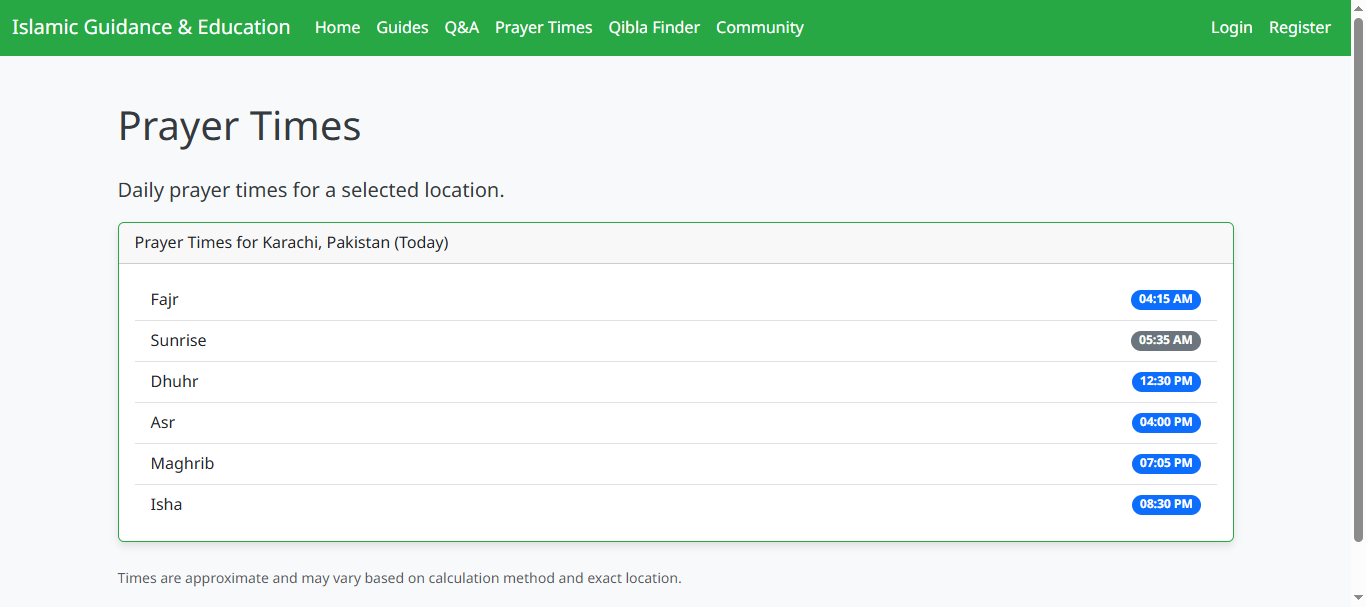 Islamic Guidance & Education Home Guides Q&A Prayer Times Qibla Finder Community Login Register
Prayer Times
Daily prayer times for a selected location.
Prayer Times for Karachi, Pakistan (Today)
Fajr 04:15 AM
Sunrise 05:35 AM
Dhuhr 12:30 PM
Asr 04:00 PM
Maghrib 07:05 PM
Isha 08:30 PM
Times are approximate and may vary based on calculation method and exact location.